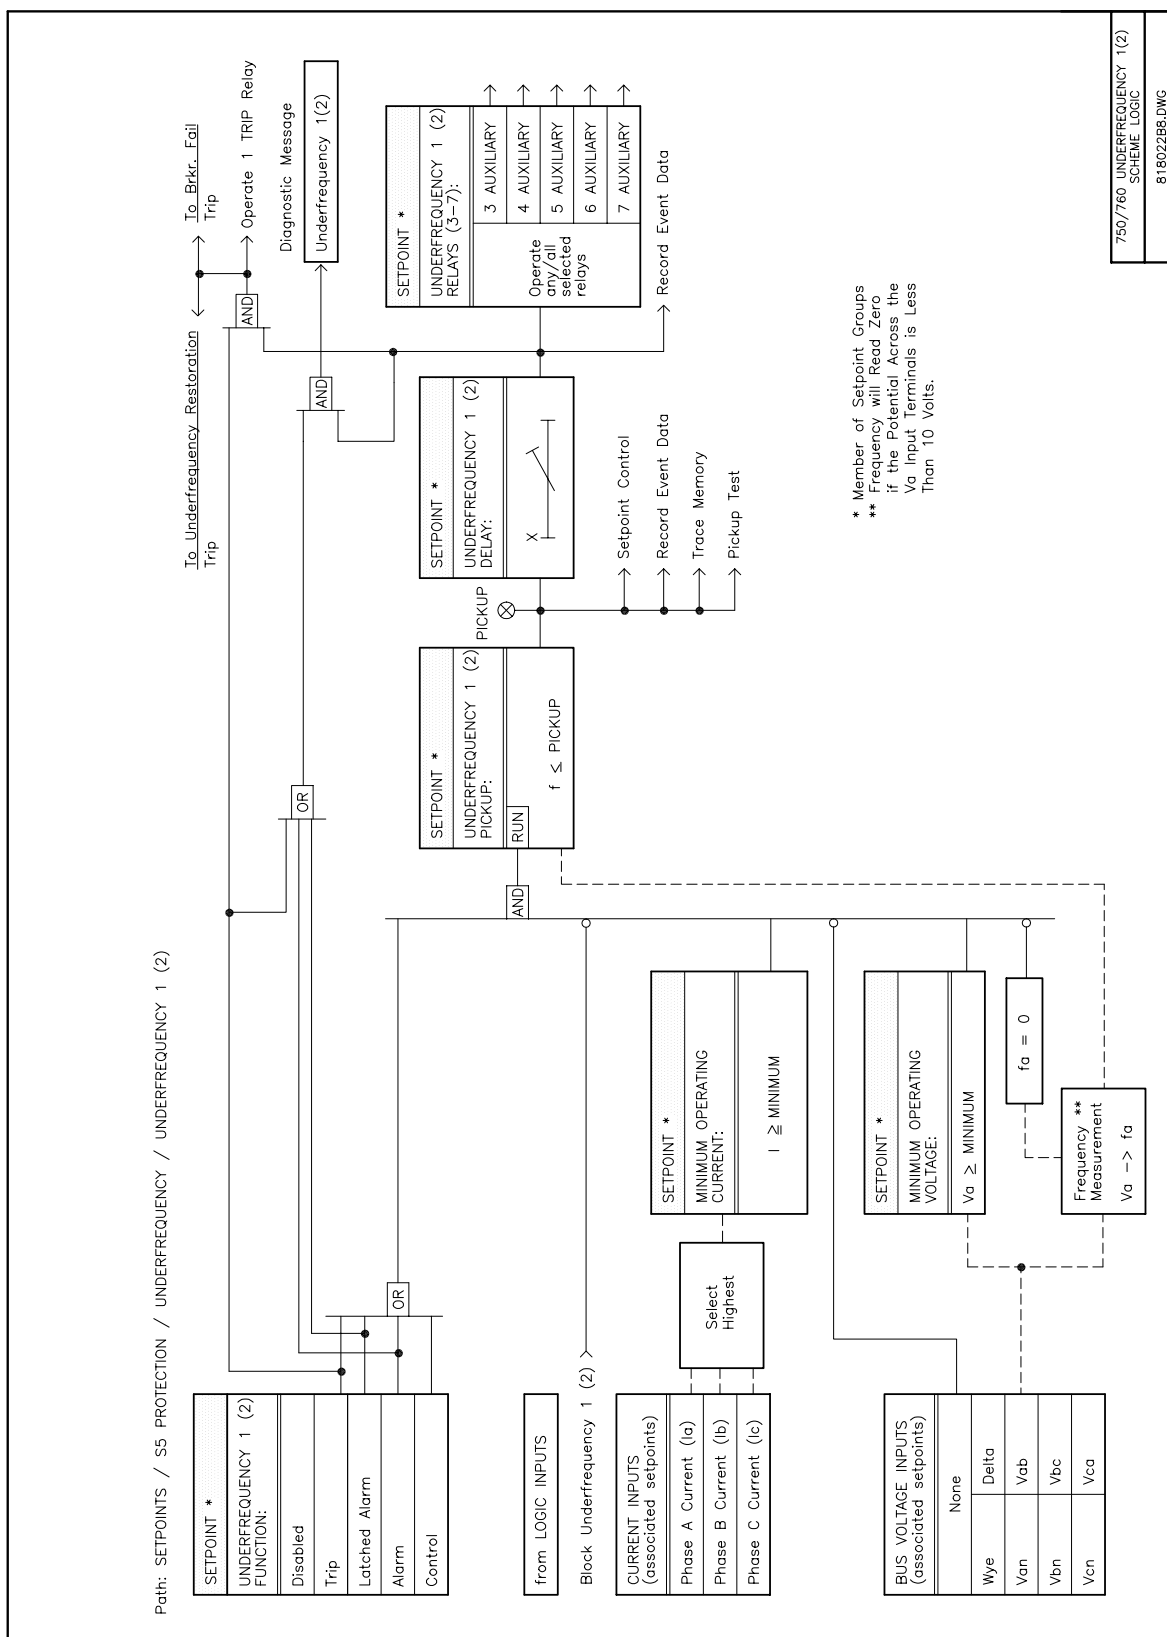 Path: SETPOINTS / S5 PROTECTION / UNDERFREQUENCY / UNDERFREQUENCY 1 (2)
SETPOINT *
UNDERFREQUENCY 1 (2)
FUNCTION:
Disabled
Trip
Latched Alarm
Alarm
Control
OR
from LOGIC INPUTS
Block Underfrequency 1 (2)
CURRENT INPUTS
(associated setpoints)
Phase A Current (Ia)
Phase B Current (Ib)
Phase C Current (Ic)
Select
Highest
BUS VOLTAGE INPUTS
(associated setpoints)
None
Wye
Delta
Van
Vab
Vbn
Vbc
Vcn
Vca
SETPOINT *
MINIMUM OPERATING
CURRENT:
I ≥ MINIMUM
SETPOINT *
MINIMUM OPERATING
VOLTAGE:
Va ≥ MINIMUM
fa = 0
Frequency **
Measurement
Va -> fa
OR
AND
SETPOINT *
UNDERFREQUENCY 1 (2)
PICKUP:
RUN
f ≤ PICKUP
PICKUP
SETPOINT *
UNDERFREQUENCY 1 (2)
DELAY:
X
Setpoint Control
Record Event Data
Trace Memory
Pickup Test
To Underfrequency Restoration
Trip
To Brkr. Fail
Trip
AND
Operate 1 TRIP Relay
AND
Diagnostic Message
Underfrequency 1(2)
SETPOINT *
UNDERFREQUENCY 1 (2)
RELAYS (3-7):
Operate
any/all
selected
relays
3 AUXILIARY
4 AUXILIARY
5 AUXILIARY
6 AUXILIARY
7 AUXILIARY
Record Event Data
* Member of Setpoint Groups
** Frequency will Read Zero
if the Potential Across the
Va Input Terminals is Less
Than 10 Volts.
750/760 UNDERFREQUENCY 1(2)
SCHEME LOGIC
818022B8.DWG